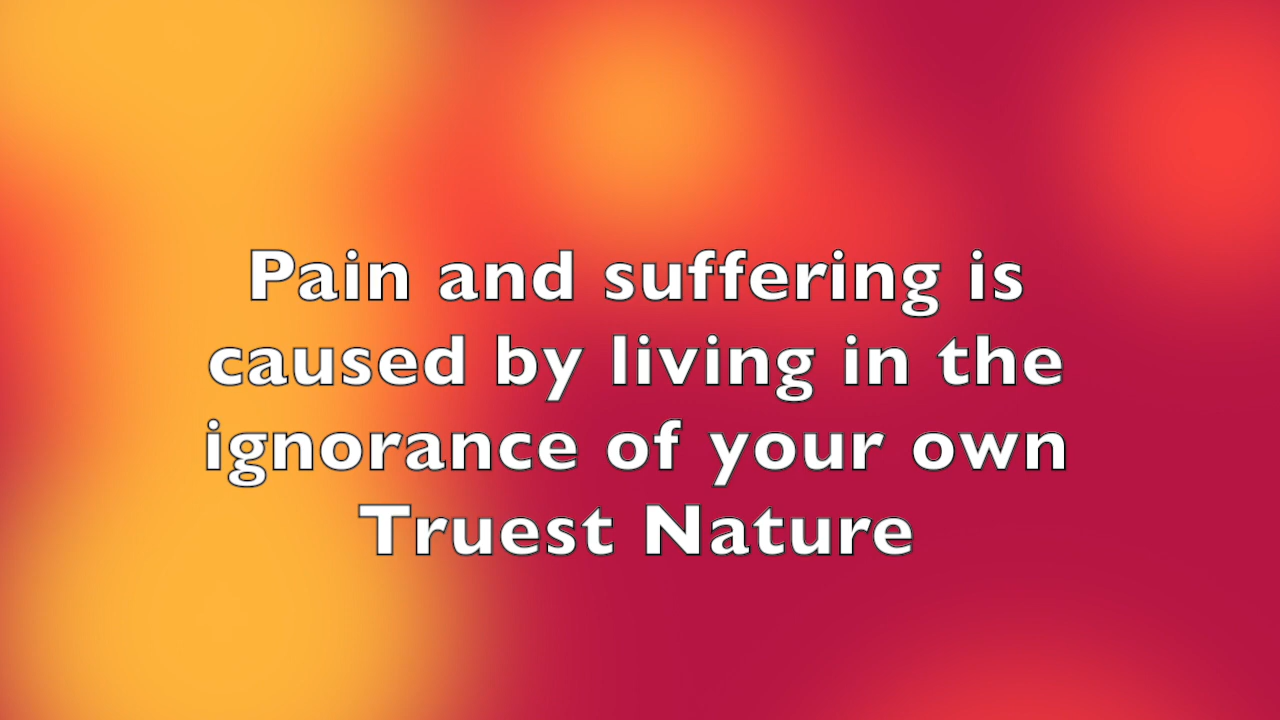 Pain and suffering is
caused by living in the
ignorance of your own
Truest Nature